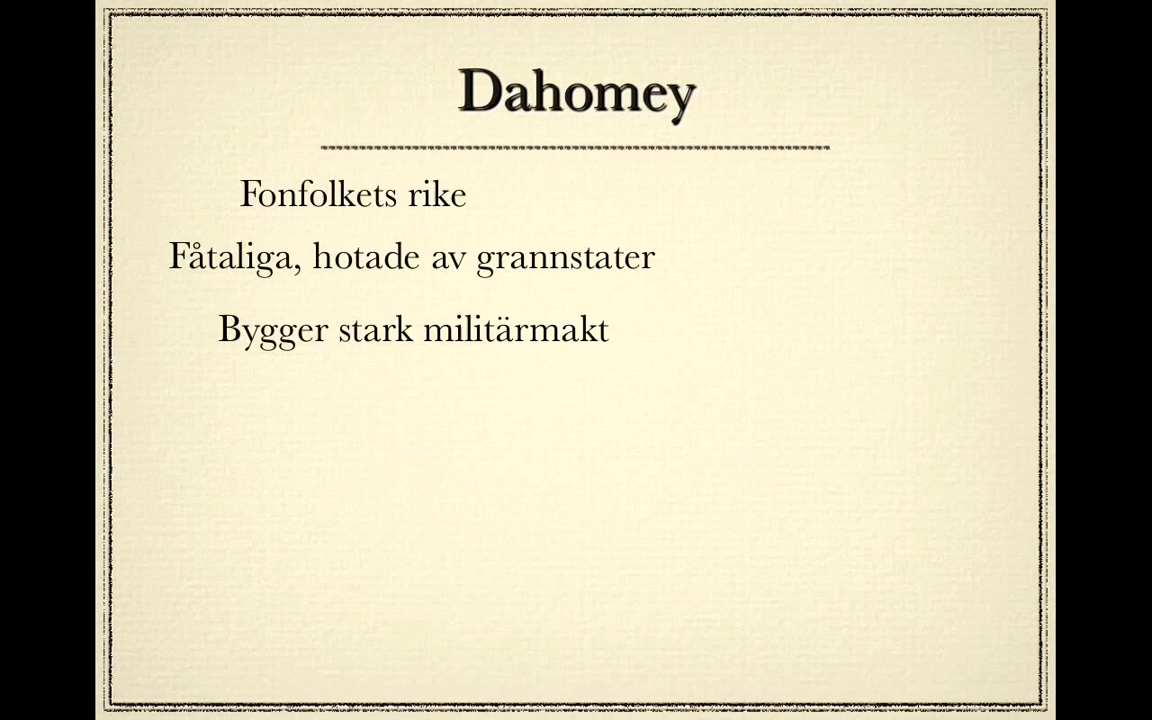 Dahomey
Fonfolkets rike
Fåtaliga, hotade av grannstater
Bygger stark militärmakt